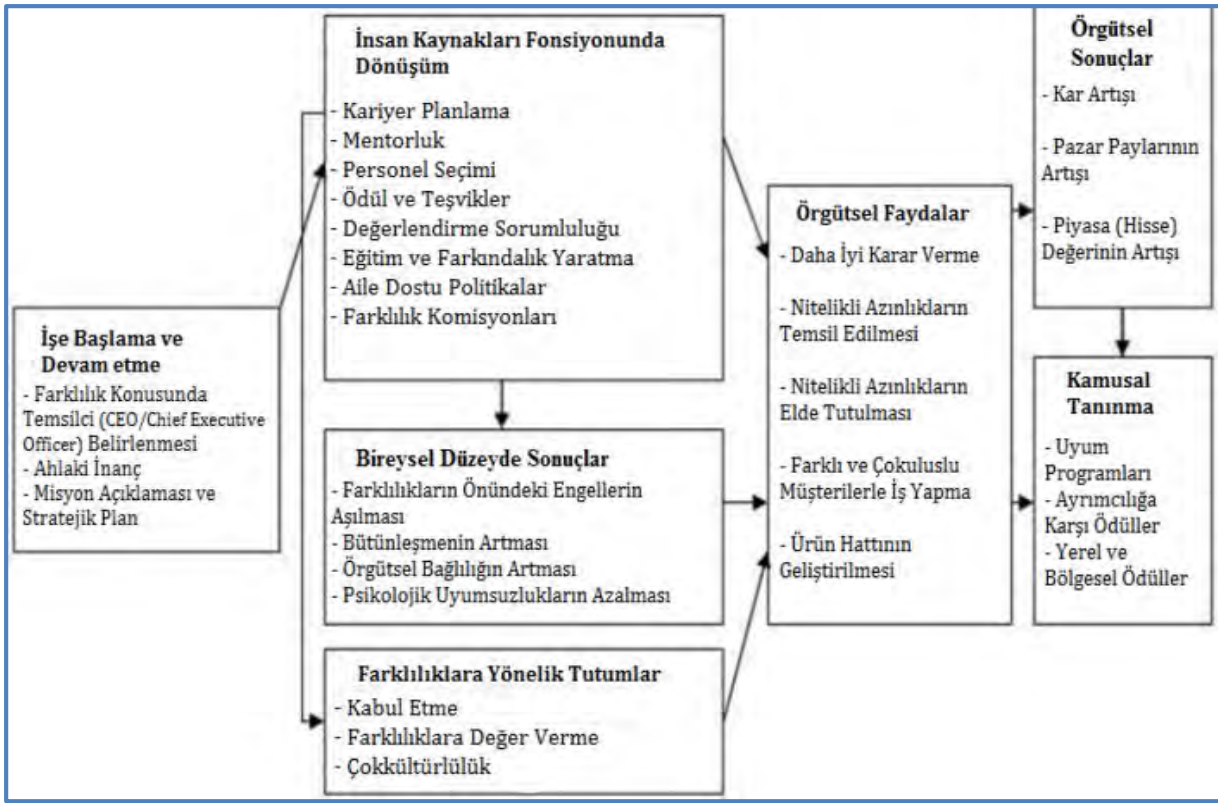 İşe Başlama ve
Devam etme
- Farklılık Konusunda
Temsilci (CEO/Chief Executive
Officer) Belirlenmesi
- Ahlaki İnanç
- Misyon Açıklaması ve
Stratejik Plan
İnsan Kaynakları Fonsiyonunda
Dönüşüm
- Kariyer Planlama
- Mentorluk
- Personel Seçimi
- Ödül ve Teşvikler
- Değerlendirme Sorumluluğu
- Eğitim ve Farkındalık Yaratma
- Aile Dostu Politikalar
- Farklılık Komisyonları
Bireysel Düzeyde Sonuçlar
- Farklılıkların Önündeki Engellerin
Aşılması
- Bütünleşmenin Artması
- Örgütsel Bağlılığın Artması
- Psikolojik Uyumsuzlukların Azalması
Farklılıklara Yönelik Tutumlar
- Kabul Etme
- Farklılıklara Değer Verme
- Çokkültürlülük
Örgütsel Faydalar
- Daha İyi Karar Verme
- Nitelikli Azınlıkların
Temsil Edilmesi
- Nitelikli Azınlıkların
Elde Tutulması
- Farklı ve Çokuluslu
Müşterilerle İş Yapma
- Ürün Hattının
Geliştirilmesi
Örgütsel
Sonuçlar
- Kar Artışı
- Pazar Paylarının
Artışı
- Piyasa (Hisse)
Değerinin Artışı
Kamusal
Tanınma
- Uyum
Programları
- Ayrımcılığa
Karşı Ödüller
- Yerel ve
Bölgesel Ödüller